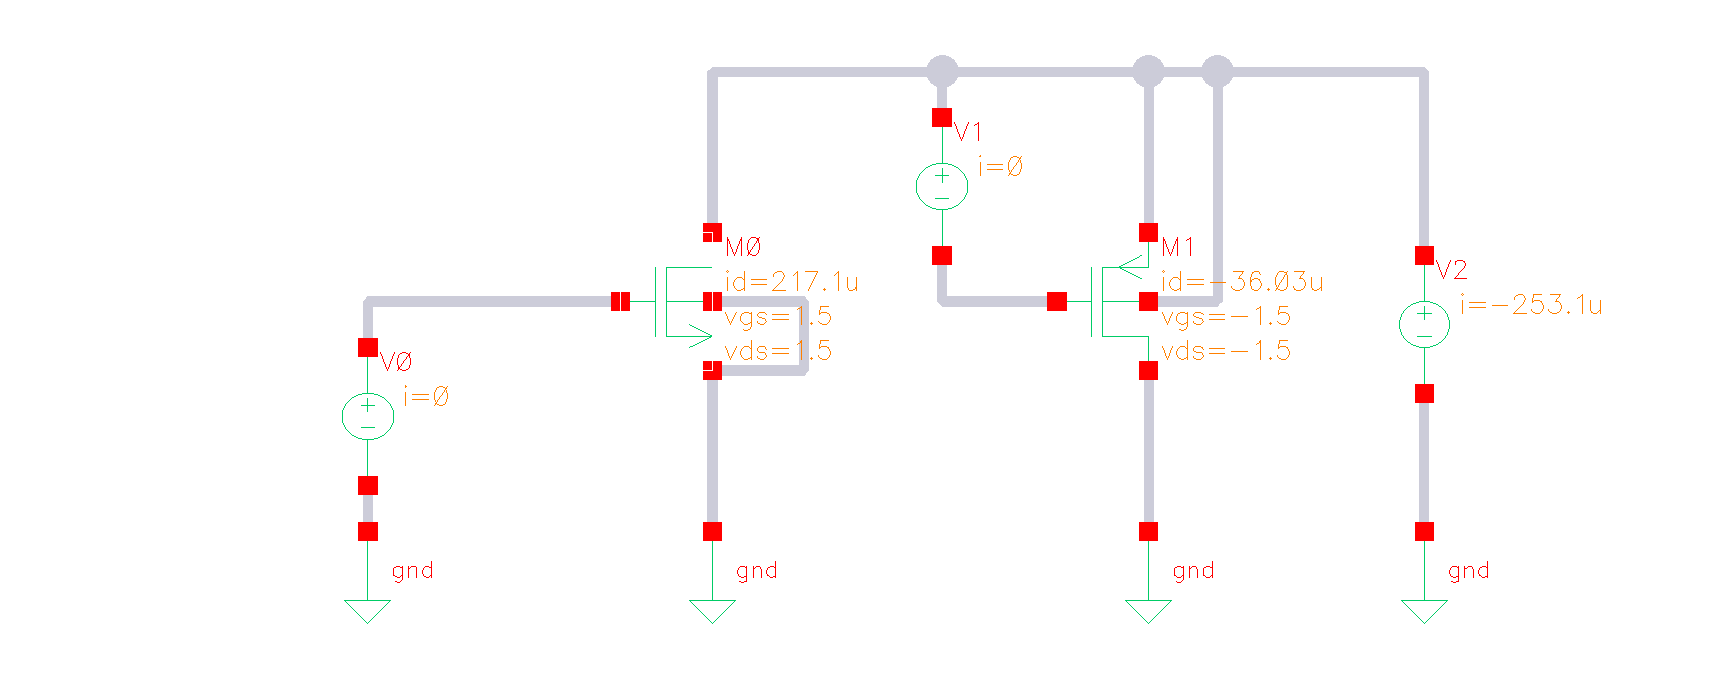 V1
i=0
M0
id=217.1u
vgs=1.5
vds=1.5
M1
id=-36.03u
vgs=-1.5
vds=-1.5
V2
i=-253.1u
V0
i=0
gnd
gnd
gnd
gnd